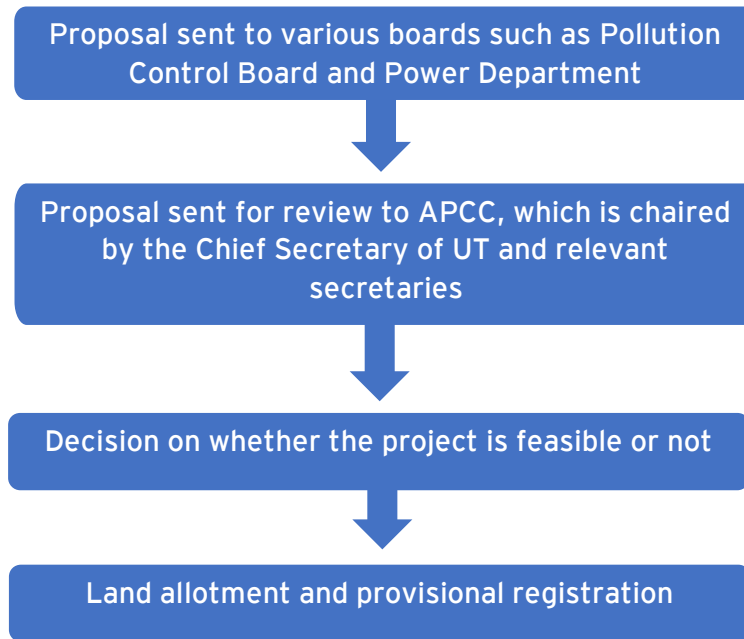 Proposal sent to various boards such as Pollution
Control Board and Power Department
Proposal sent for review to APCC, which is chaired
by the Chief Secretary of UT and relevant
secretaries
Decision on whether the project is feasible or not
Land allotment and provisional registration